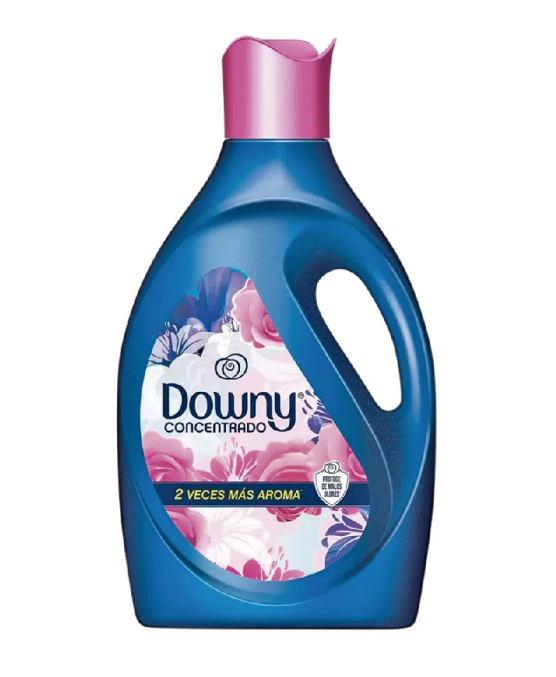 Downy®
CONCENTRADO
2 VECES MÁS AROMA*
PROTEGE
DE MALOS
OLORES